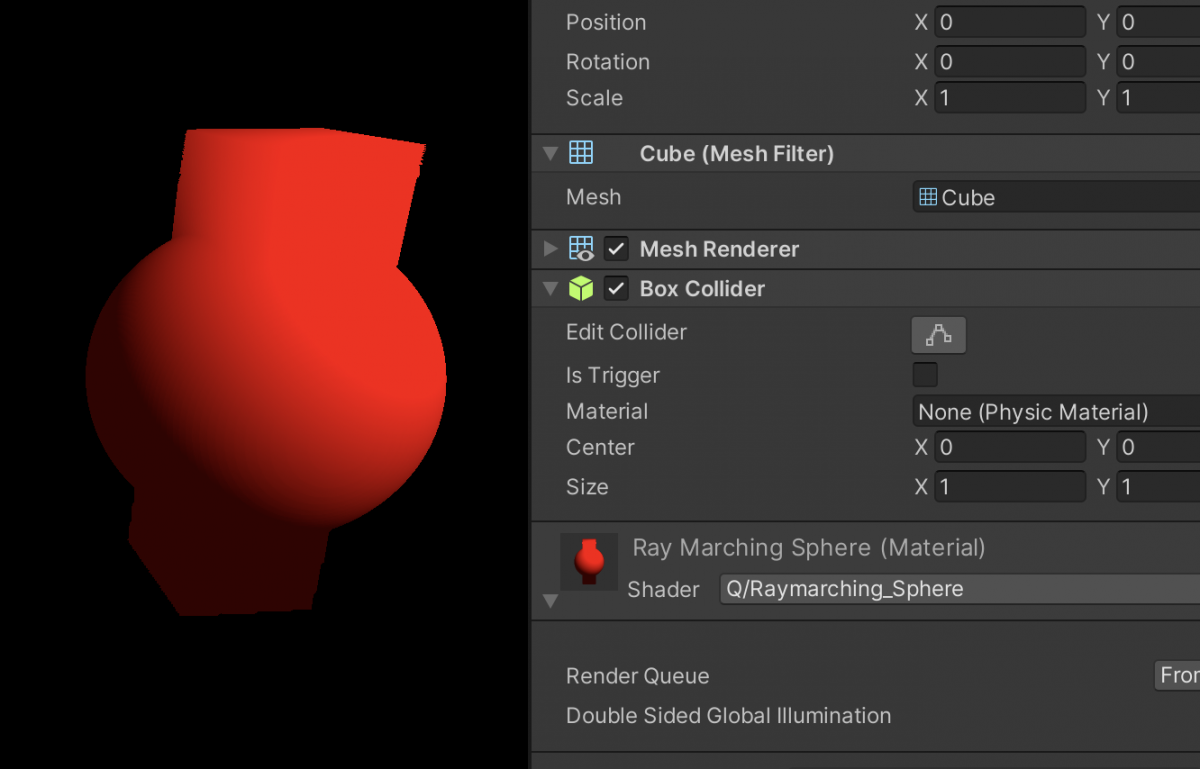 Position X 0 Y 0
Rotation X 0 Y 0
Scale X 1 Y 1
Cube (Mesh Filter)
Mesh Cube
Mesh Renderer
Box Collider
Edit Collider
Is Trigger
Material None (Physic Material)
Center X 0 Y 0
Size X 1 Y 1
Ray Marching Sphere (Material)
Shader Q/Raymarching_Sphere
Render Queue
Double Sided Global Illumination